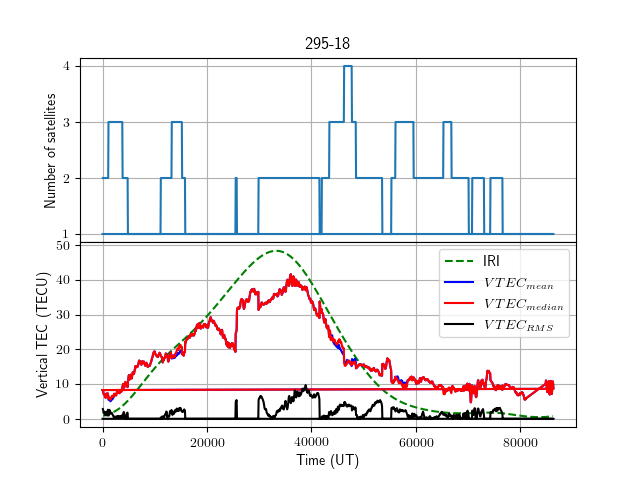 295-18
Number of satellites
4
3
2
1
Vertical TEC (TECU)
50
40
30
20
10
0
IRI
VTEC_mean
VTEC_median
VTEC_RMS
0 20000 40000 60000 80000
Time (UT)